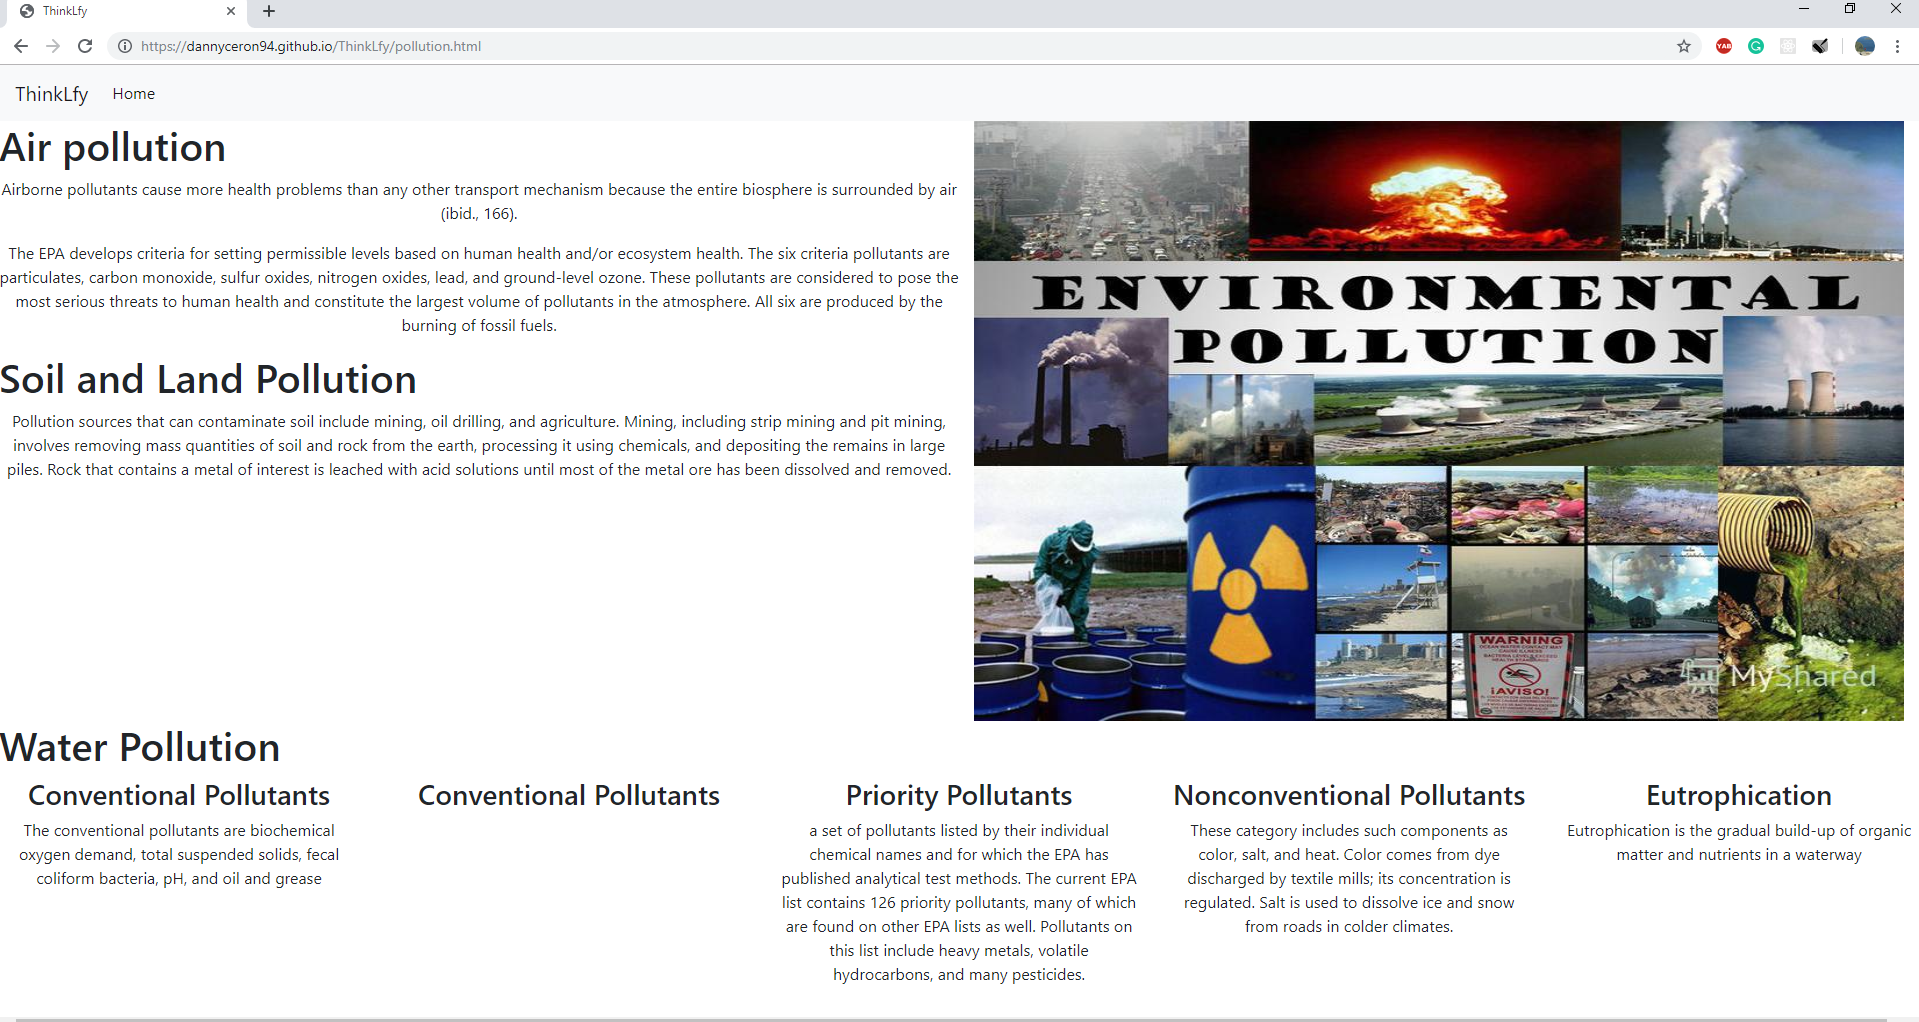 ThinkLfy
https://dannyceron94.github.io/ThinkLfy/pollution.html
YAB
ThinkLfy Home
Air pollution
Airborne pollutants cause more health problems than any other transport mechanism because the entire biosphere is surrounded by air
(ibid., 166).
The EPA develops criteria for setting permissible levels based on human health and/or ecosystem health. The six criteria pollutants are
particulates, carbon monoxide, sulfur oxides, nitrogen oxides, lead, and ground-level ozone. These pollutants are considered to pose the
most serious threats to human health and constitute the largest volume of pollutants in the atmosphere. All six are produced by the
burning of fossil fuels.
Soil and Land Pollution
Pollution sources that can contaminate soil include mining, oil drilling, and agriculture. Mining, including strip mining and pit mining,
involves removing mass quantities of soil and rock from the earth, processing it using chemicals, and depositing the remains in large
piles. Rock that contains a metal of interest is leached with acid solutions until most of the metal ore has been dissolved and removed.
ENVIRONMENTAL
POLLUTION
WARNING
OCEAN WATER CONTACT MAY
CAUSE ILLNESS
BACTERIA LEVELS EXCEED
HEALTH STANDARDS
¡AVISO!
MyShared
Water Pollution
Conventional Pollutants
The conventional pollutants are biochemical
oxygen demand, total suspended solids, fecal
coliform bacteria, pH, and oil and grease
Conventional Pollutants
Priority Pollutants
a set of pollutants listed by their individual
chemical names and for which the EPA has
published analytical test methods. The current EPA
list contains 126 priority pollutants, many of which
are found on other EPA lists as well. Pollutants on
this list include heavy metals, volatile
hydrocarbons, and many pesticides.
Nonconventional Pollutants
These category includes such components as
color, salt, and heat. Color comes from dye
discharged by textile mills; its concentration is
regulated. Salt is used to dissolve ice and snow
from roads in colder climates.
Eutrophication
Eutrophication is the gradual build-up of organic
matter and nutrients in a waterway